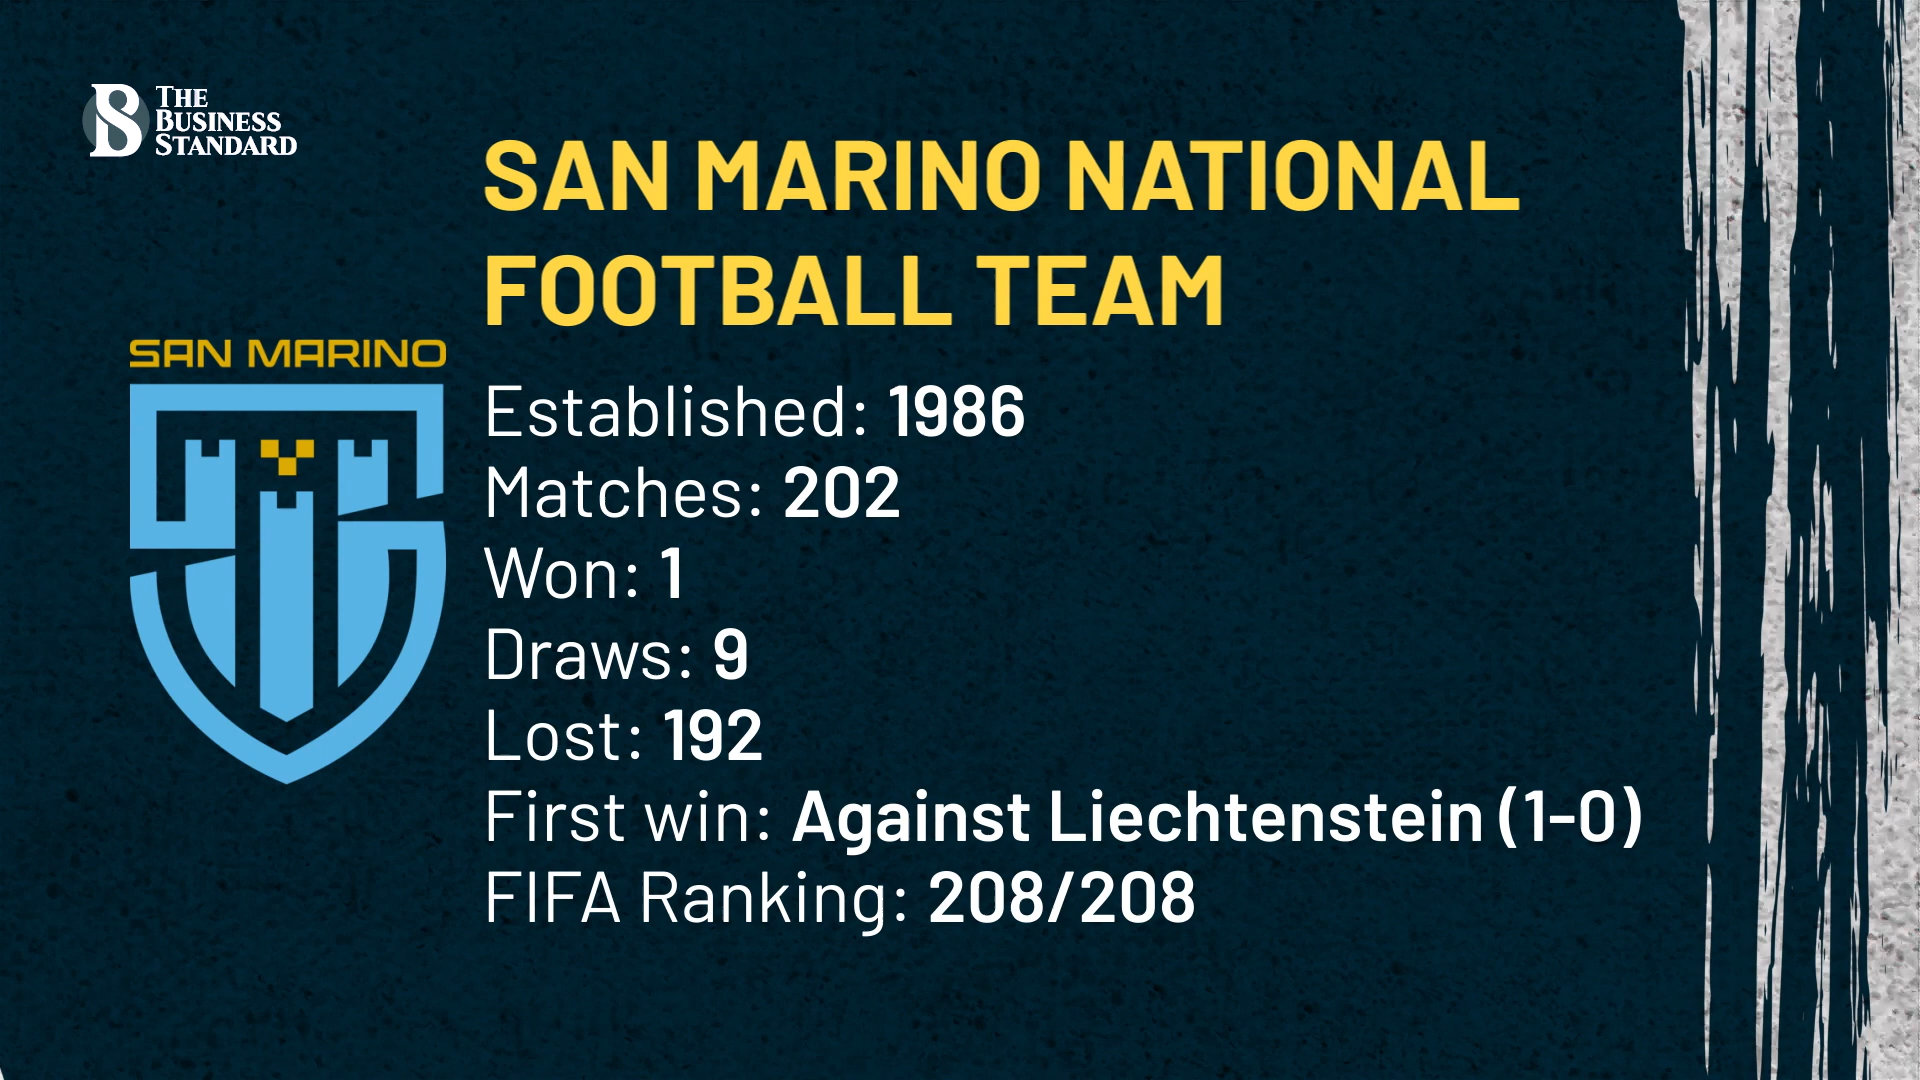 THE
BUSINESS
STANDARD
SAN MARINO NATIONAL
FOOTBALL TEAM
SAN MARINO
Established: 1986
Matches: 202
Won: 1
Draws: 9
Lost: 192
First win: Against Liechtenstein (1-0)
FIFA Ranking: 208/208